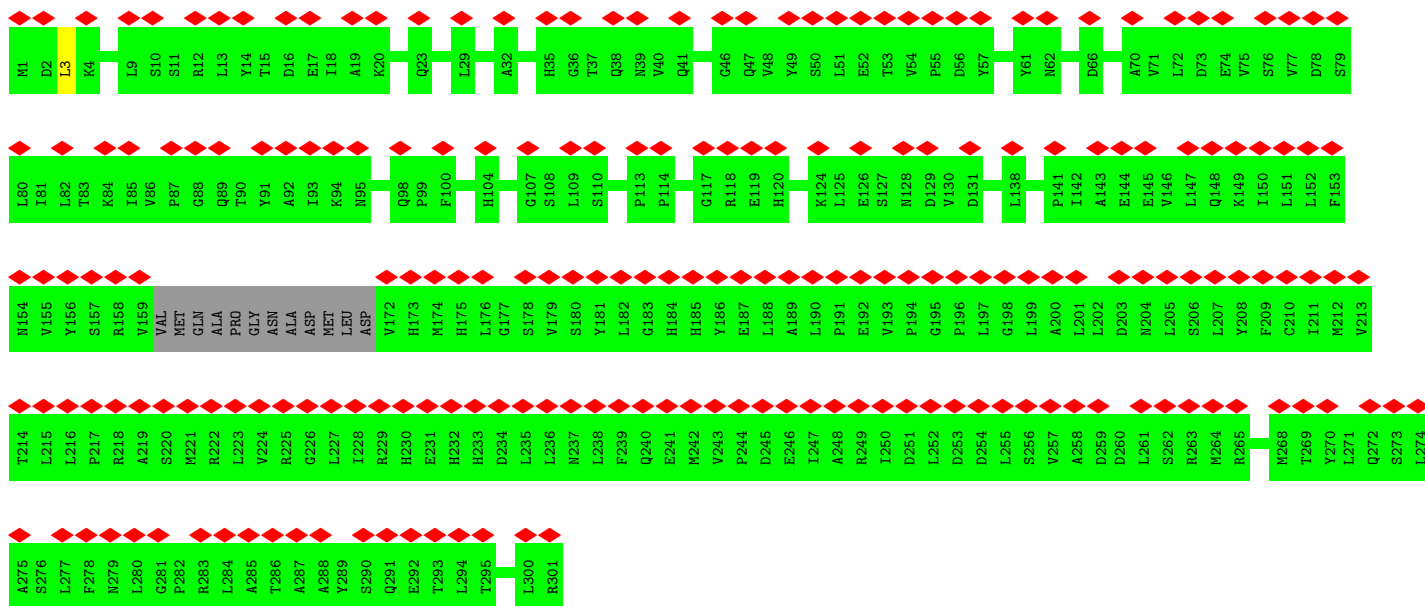 M1 D2 L3 K4 L9 S10 S11 R12 L13 Y14 T15 D16 E17 I18 A19 K20 Q23 L29 A32 H35 G36 T37 Q38 N39 V40 Q41 G46 Q47 V48 Y49 S50 L51 E52 T53 V54 P55 D56 Y57 Y61 N62 D66 A70 V71 L72 D73 E74 V75 S76 V77 D78 S79
L80 I81 L82 T83 K84 I85 V86 P87 G88 Q89 T90 Y91 A92 I93 K94 N95 Q98 P99 F100 H104 G107 S108 L109 S110 P113 P114 G117 R118 E119 H120 K124 L125 E126 S127 N128 D129 V130 D131 L138 P141 I142 A143 E144 E145 V146 L147 Q148 K149 I150 L151 L152 F153
N154 V155 Y156 S157 R158 V159 VAL MET GLN ALA PRO GLY ASN ALA ASP MET LEU ASP V172 H173 M174 H175 L176 G177 S178 V179 S180 Y181 L182 G183 H184 H185 Y186 E187 L188 A189 L190 P191 E192 V193 P194 G195 P196 L197 G198 L199 A200 L201 L202 D203 N204 L205 S206 L207 Y208 F209 C210 I211 M212 V213
T214 L215 L216 P217 R218 A219 S220 M221 R222 L223 V224 R225 G226 L227 I228 R229 H230 E231 H232 H233 D234 L235 L236 N237 L238 F239 Q240 E241 M242 V243 P244 D245 E246 I247 A248 R249 I250 D251 L252 D253 D254 L255 S256 V257 A258 D259 D260 L261 S262 R263 M264 R265 M268 T269 Y270 L271 Q272 S273 L274
A275 S276 L277 F278 N279 L280 G281 P282 R283 L284 A285 T286 A287 A288 Y289 S290 Q291 E292 T293 L294 T295 L300 R301